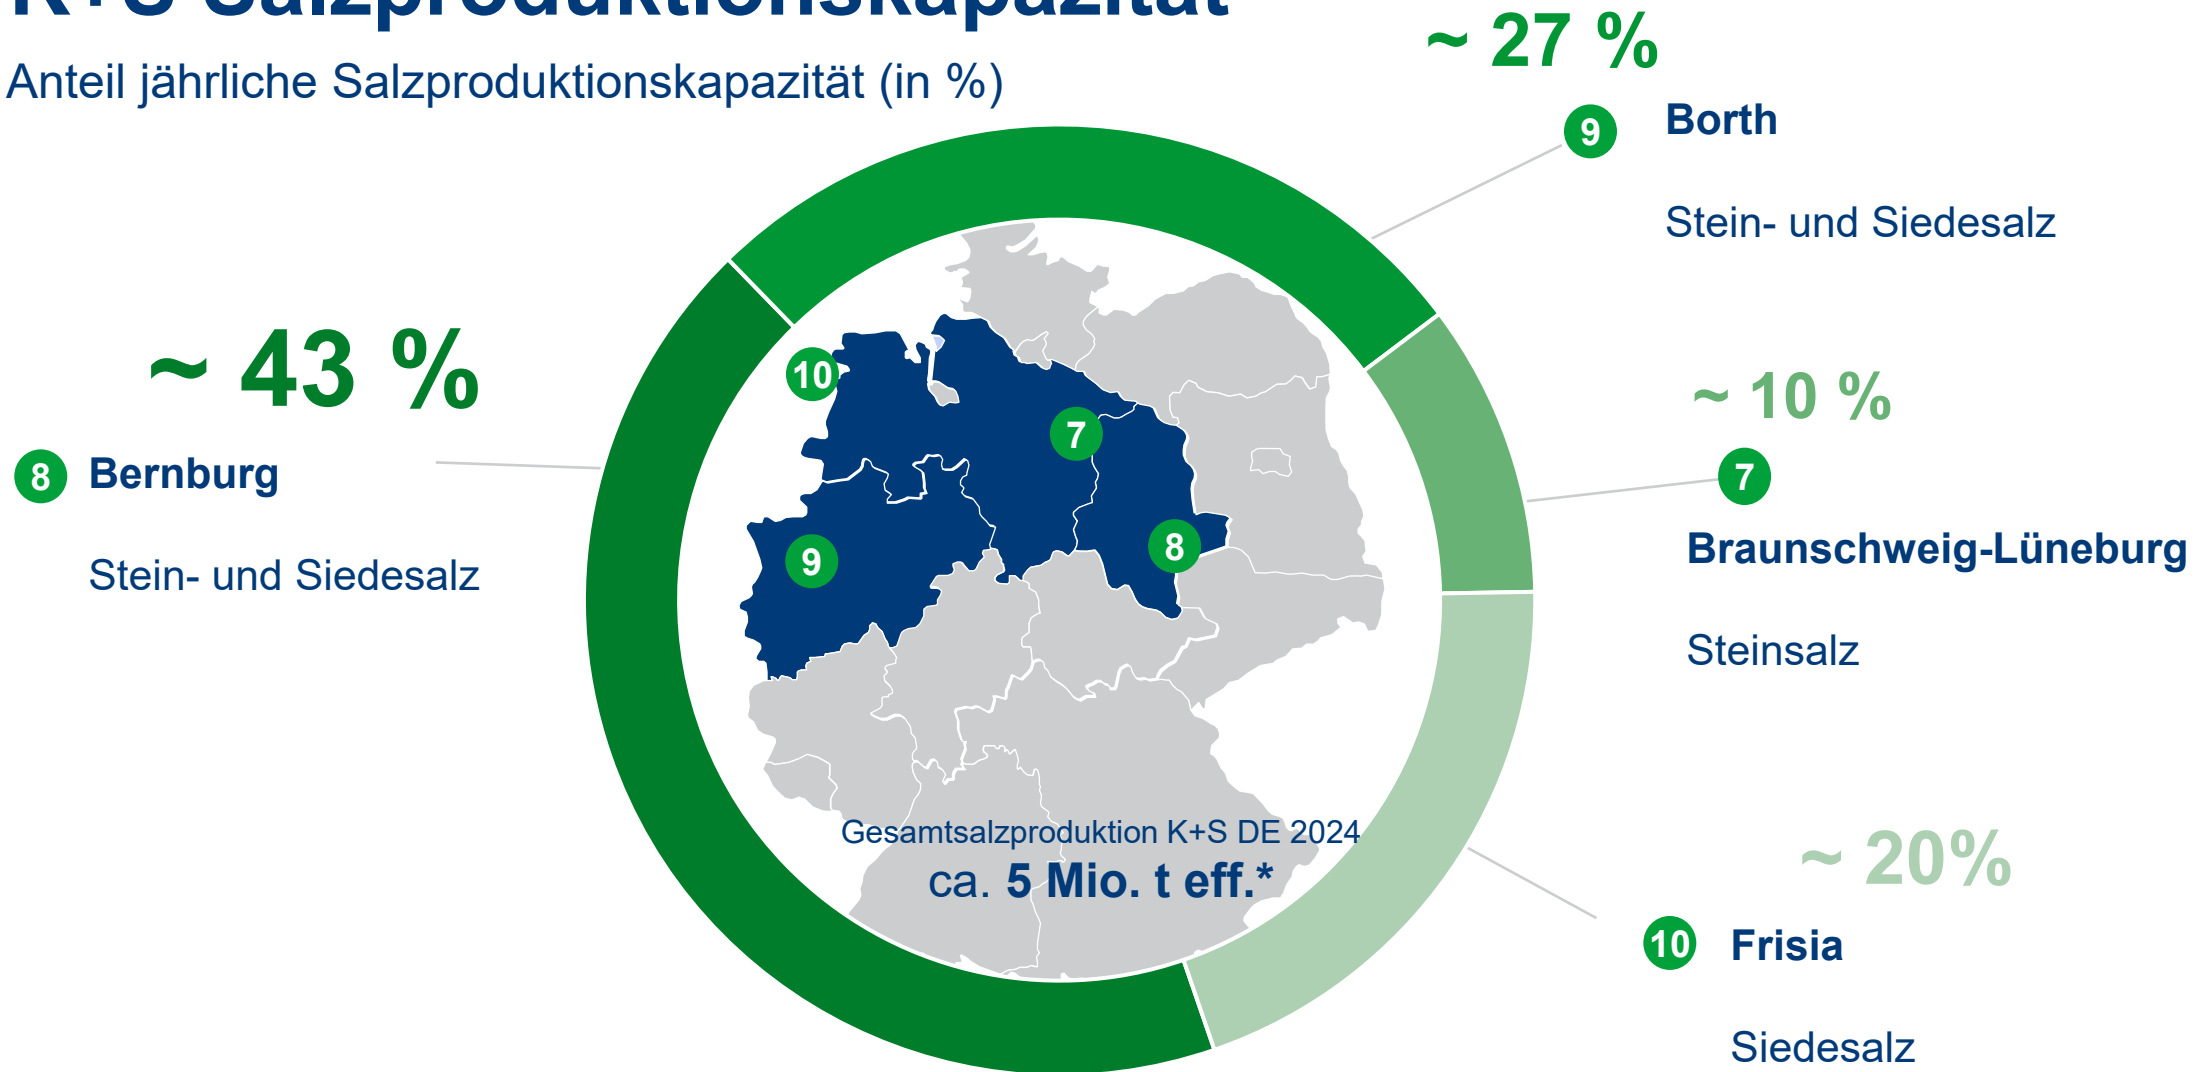 K+S Salzproduktionskapazität
Anteil jährliche Salzproduktionskapazität (in %)
~ 27 %
9 Borth
Stein- und Siedesalz
~ 43 %
8 Bernburg
Stein- und Siedesalz
~ 10 %
7
Braunschweig-Lüneburg
Steinsalz
10
7
8
9
Gesamtsalzproduktion K+S DE 2024
ca. 5 Mio. t eff.*
~ 20%
10 Frisia
Siedesalz